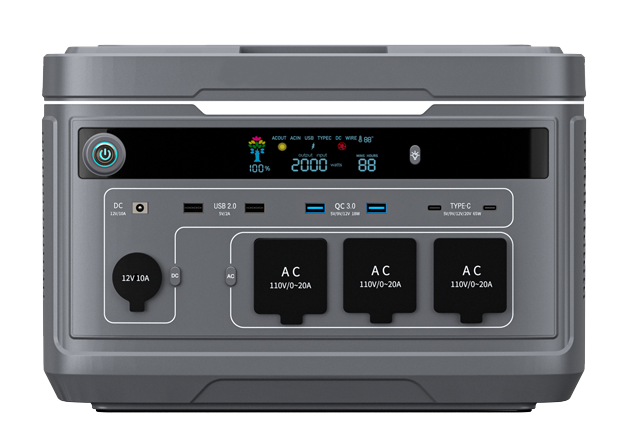 ACOUT ACIN USB TYPEC DC WIRE 88
output input
100% 2000 watts 88
DC
12V/10A
USB 2.0
5V/2A
QC 3.0
5V/9V/12V 18W
TYPE-C
5V/9V/12V/20V 65W
12V 10A
DC
AC
AC
110V/0~20A
AC
110V/0~20A
AC
110V/0~20A